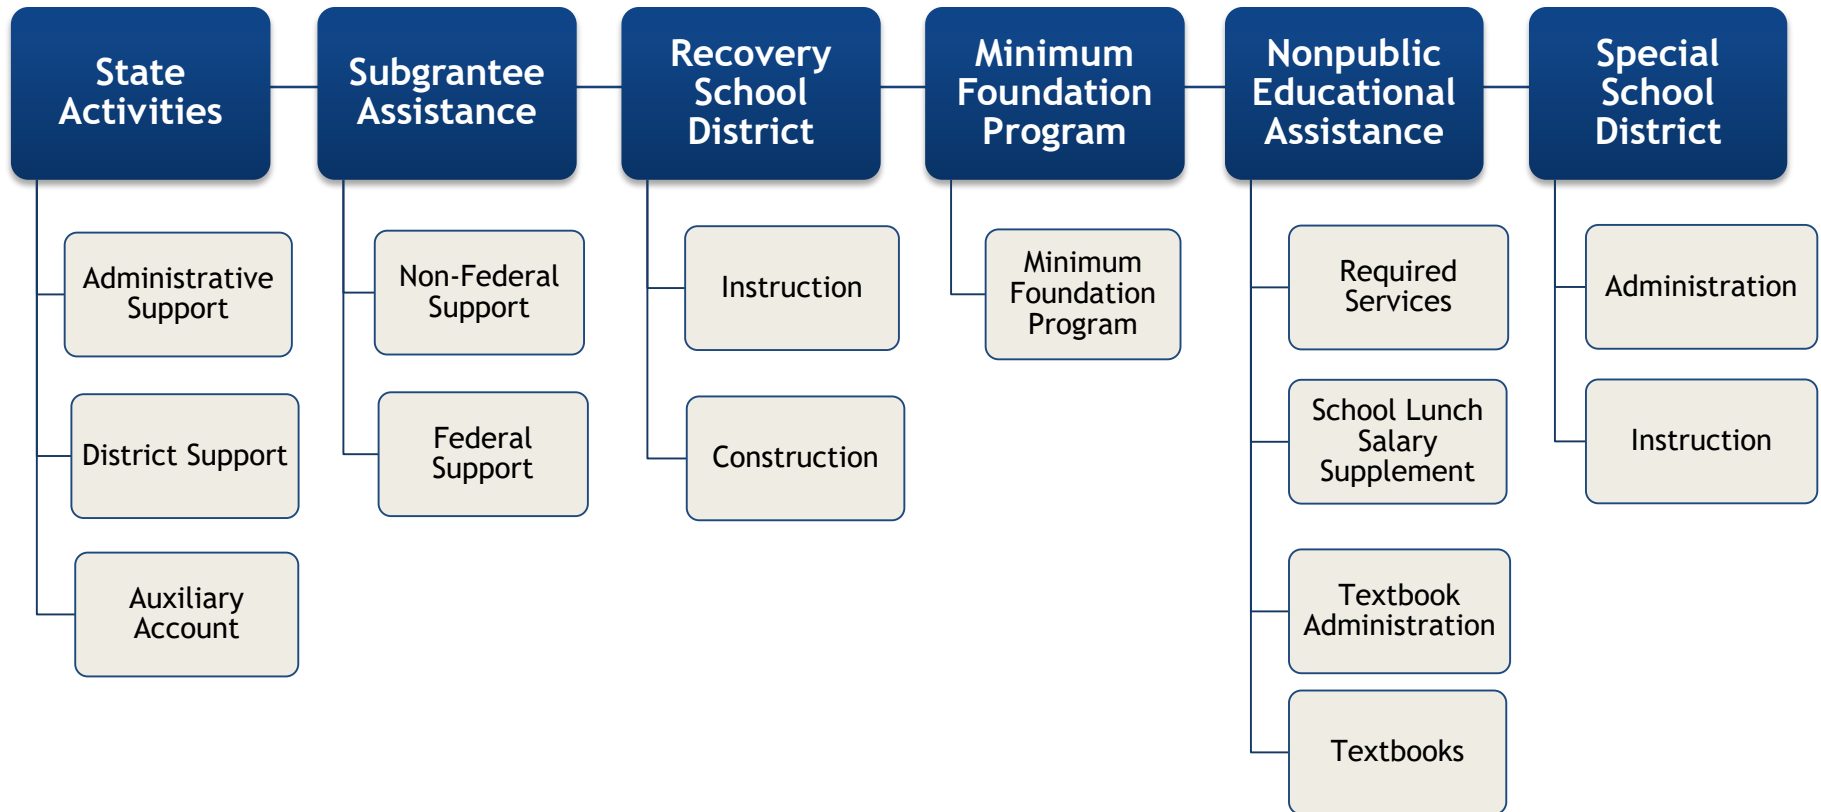 State
Activities
Administrative
Support
District Support
Auxiliary
Account
Subgrantee
Assistance
Non-Federal
Support
Federal
Support
Recovery
School
District
Instruction
Construction
Minimum
Foundation
Program
Minimum
Foundation
Program
Nonpublic
Educational
Assistance
Required
Services
School Lunch
Salary
Supplement
Textbook
Administration
Textbooks
Special
School
District
Administration
Instruction